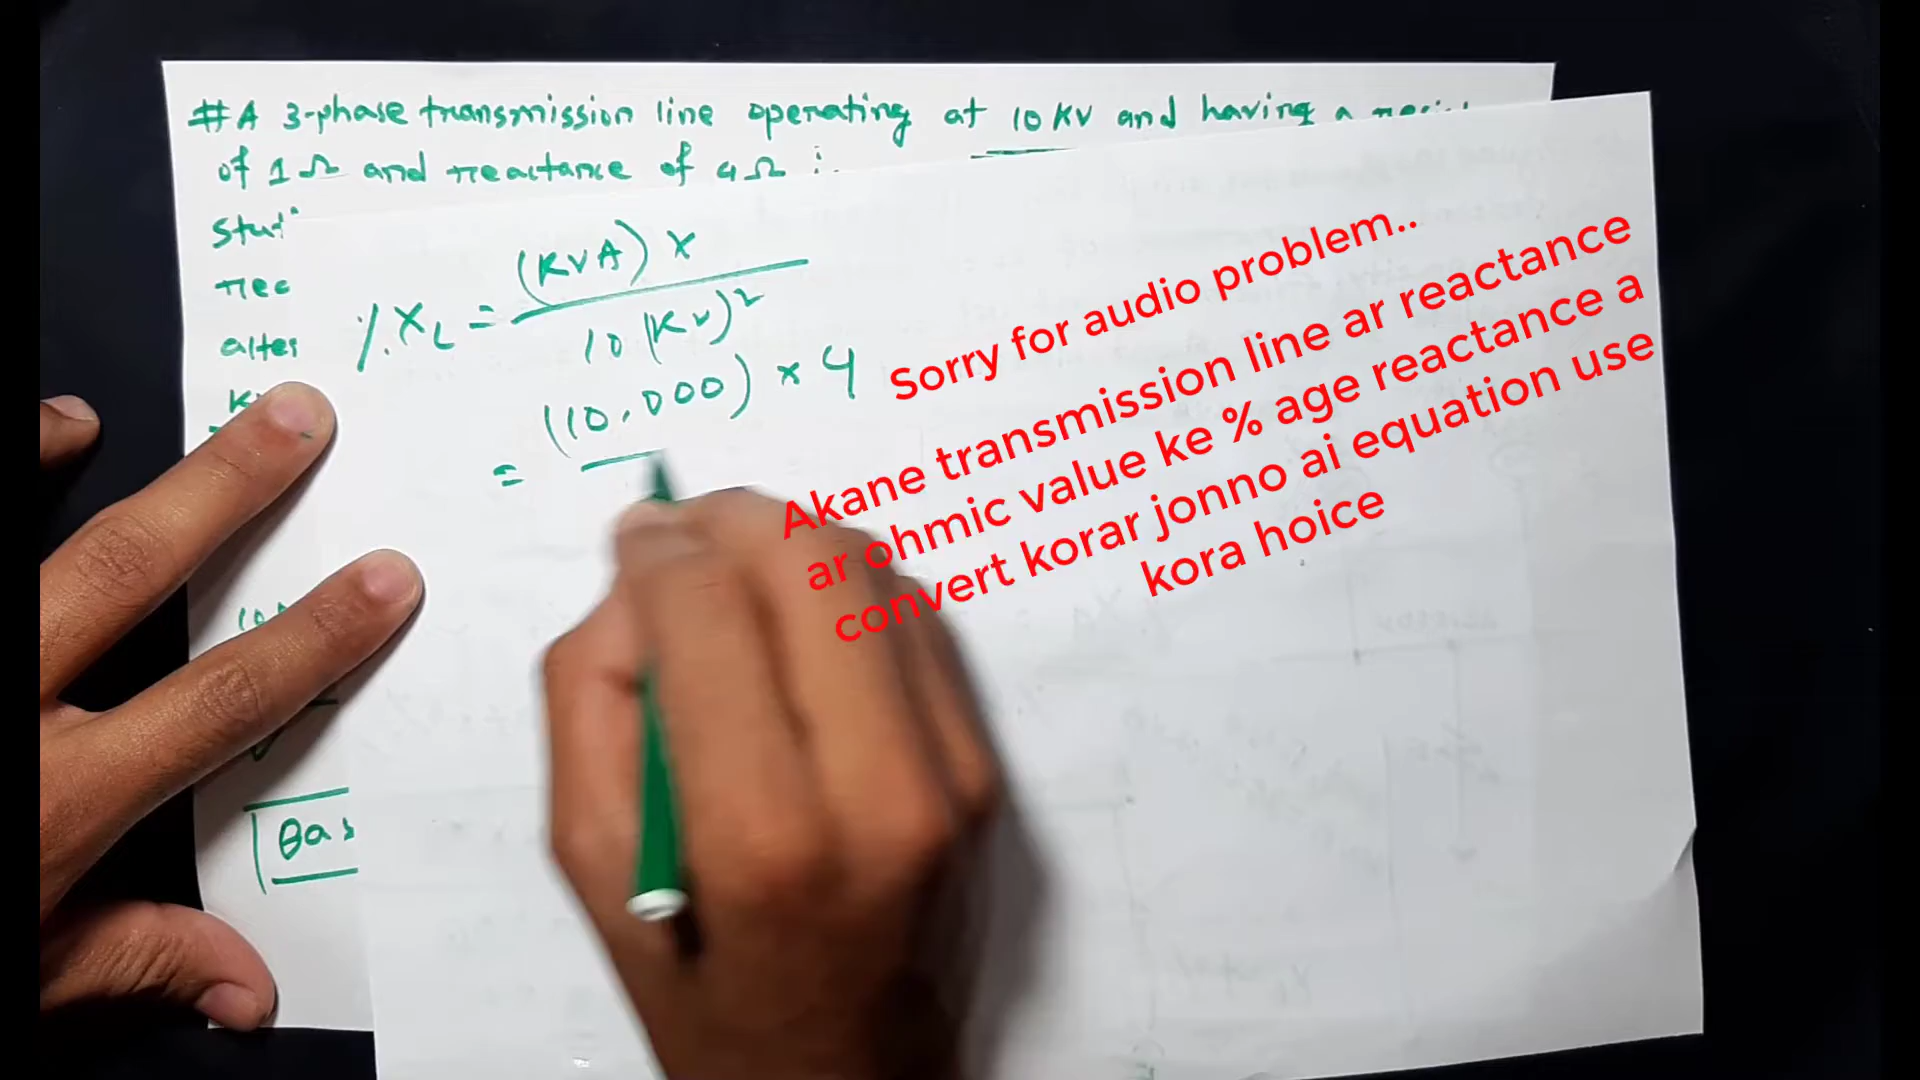 #A 3-phase transmission line operating at 10 KV and having a
of 1Ω and reactance of 4Ω
%XL = (KVA) X
10 (KV)²
= (10,000) × 4
Sorry for audio problem..
Akane transmission line ar reactance
ar ohmic value ke % age reactance a
convert korar jonno ai equation use
kora hoice